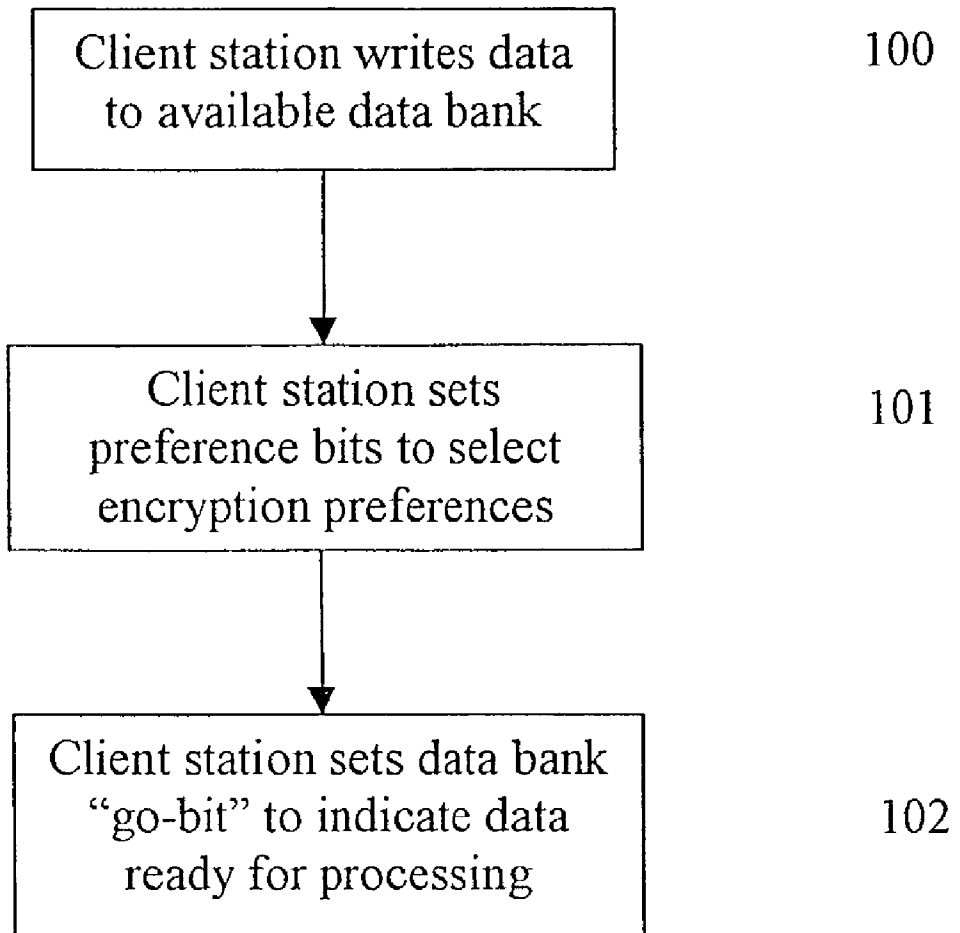 Client station writes data
to available data bank
100
Client station sets
preference bits to select
encryption preferences
101
Client station sets data bank
“go-bit” to indicate data
ready for processing
102